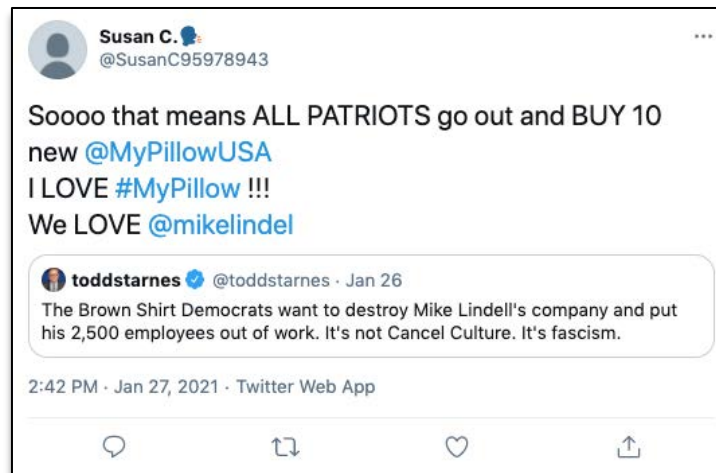 Susan C.🗣
@SusanC95978943
Soooo that means ALL PATRIOTS go out and BUY 10
new @MyPillowUSA
I LOVE #MyPillow !!!
We LOVE @mikelindel
toddstarnes @toddstarnes · Jan 26
The Brown Shirt Democrats want to destroy Mike Lindell's company and put
his 2,500 employees out of work. It's not Cancel Culture. It's fascism.
2:42 PM · Jan 27, 2021 · Twitter Web App